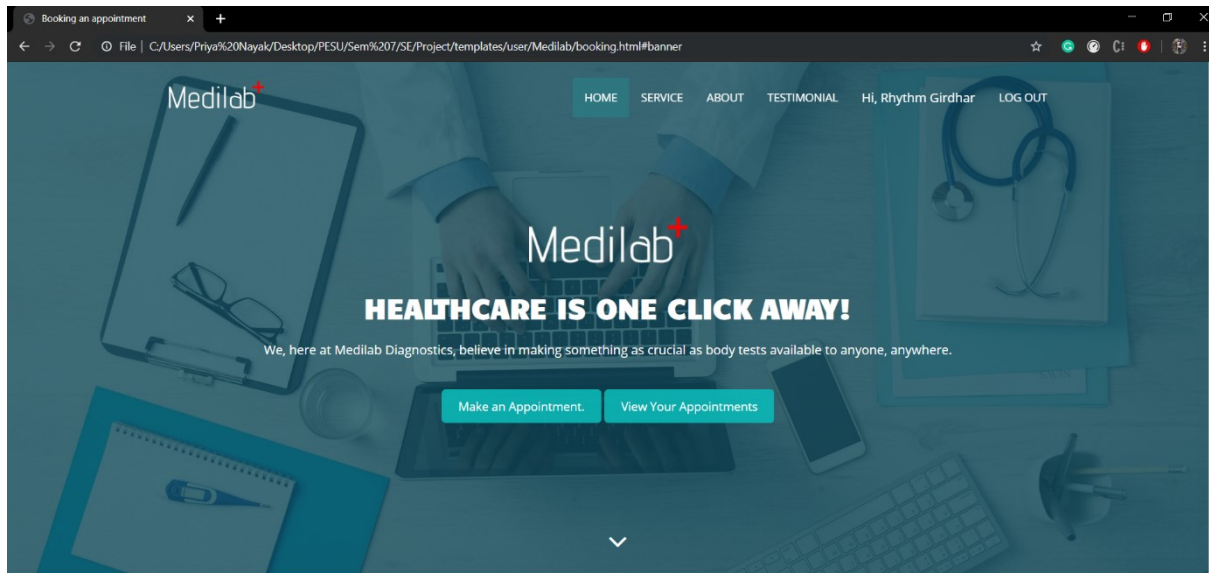 Booking an appointment
File | C:/Users/Priya%20Nayak/Desktop/PESU/Sem%207/SE/Project/templates/user/Medilab/booking.html#banner
Medilab+ HOME SERVICE ABOUT TESTIMONIAL Hi, Rhythm Girdhar LOG OUT
Medilab+
HEALTHCARE IS ONE CLICK AWAY!
We, here at Medilab Diagnostics, believe in making something as crucial as body tests available to anyone, anywhere.
Make an Appointment. View Your Appointments